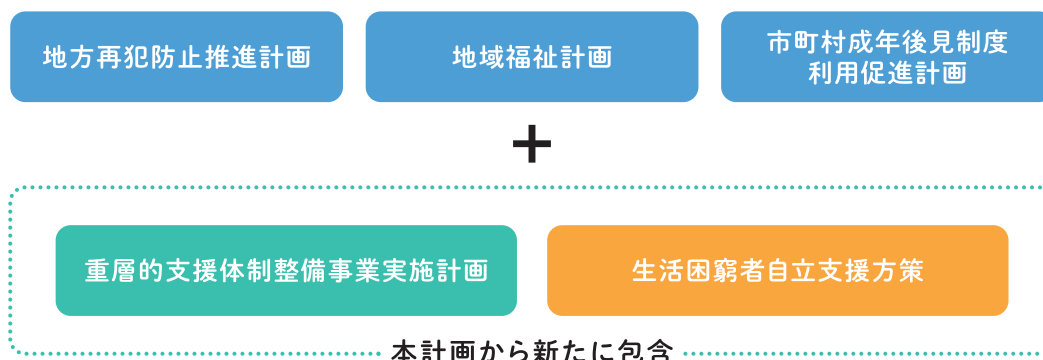 地方再犯防止推進計画
地域福祉計画
市町村成年後見制度
利用促進計画
+
重層的支援体制整備事業実施計画
生活困窮者自立支援方策
本計画から新たに包含